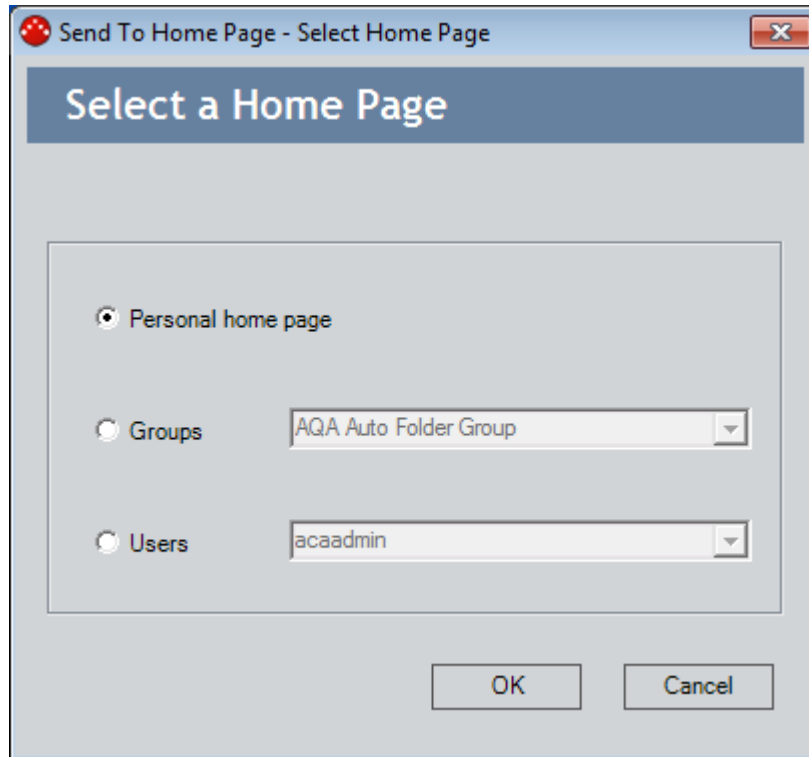 Send To Home Page - Select Home Page
Select a Home Page
Personal home page
Groups AQA Auto Folder Group
Users acaadmin
OK Cancel